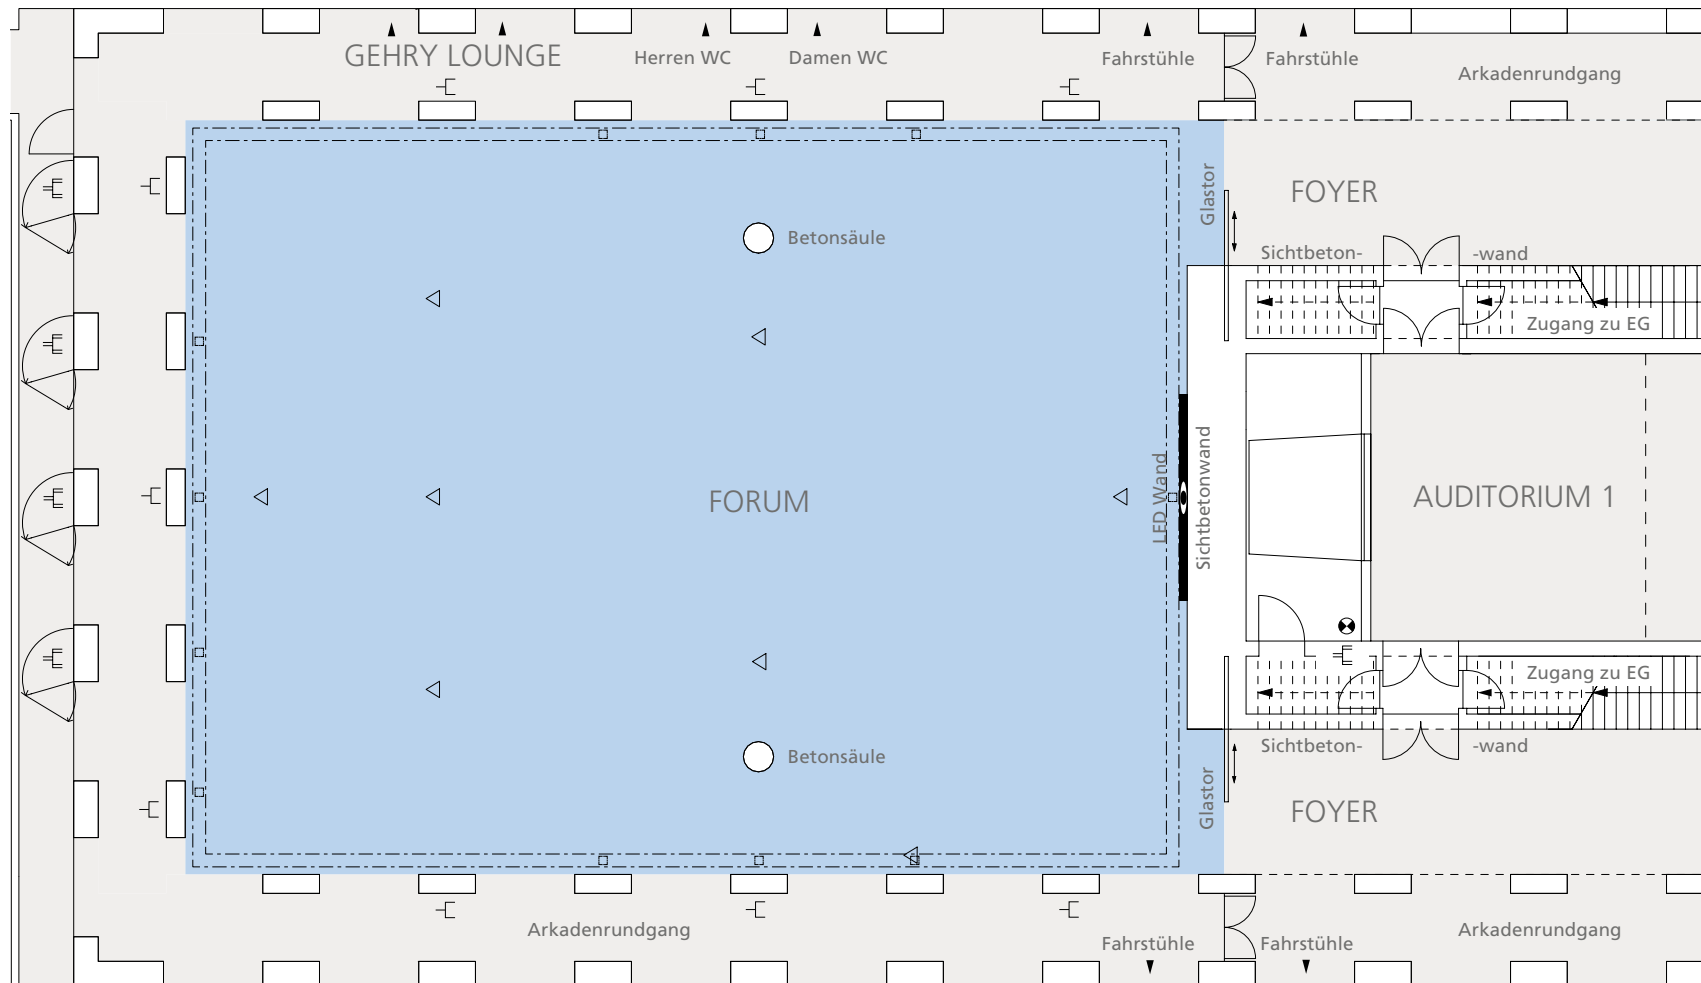 GEHRY LOUNGE
Herren WC
Damen WC
Fahrstühle
Fahrstühle
Arkadenrundgang
Glastor
FOYER
Betonsäule
Sichtbeton-
-wand
Zugang zu EG
FORUM
LED Wand
Sichtbetonwand
AUDITORIUM 1
Zugang zu EG
Betonsäule
Sichtbeton-
-wand
Glastor
FOYER
Arkadenrundgang
Fahrstühle
Fahrstühle
Arkadenrundgang